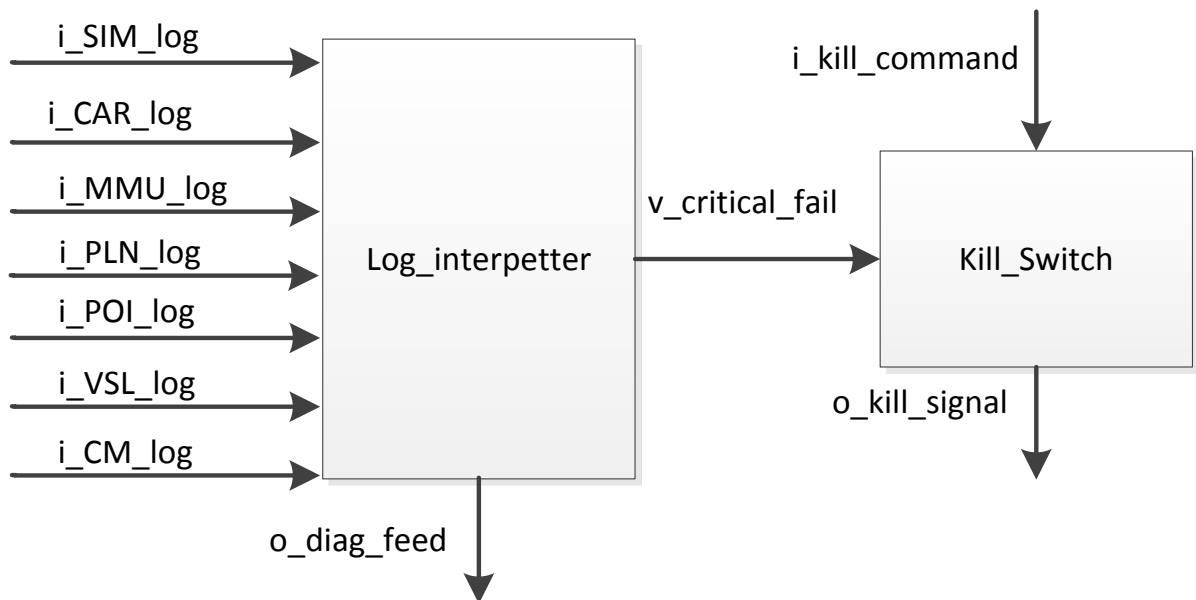 i_SIM_log
i_kill_command
i_CAR_log
i_MMU_log
v_critical_fail
i_PLN_log
Log_interpetter
Kill_Switch
i_POI_log
i_VSL_log
o_kill_signal
i_CM_log
o_diag_feed